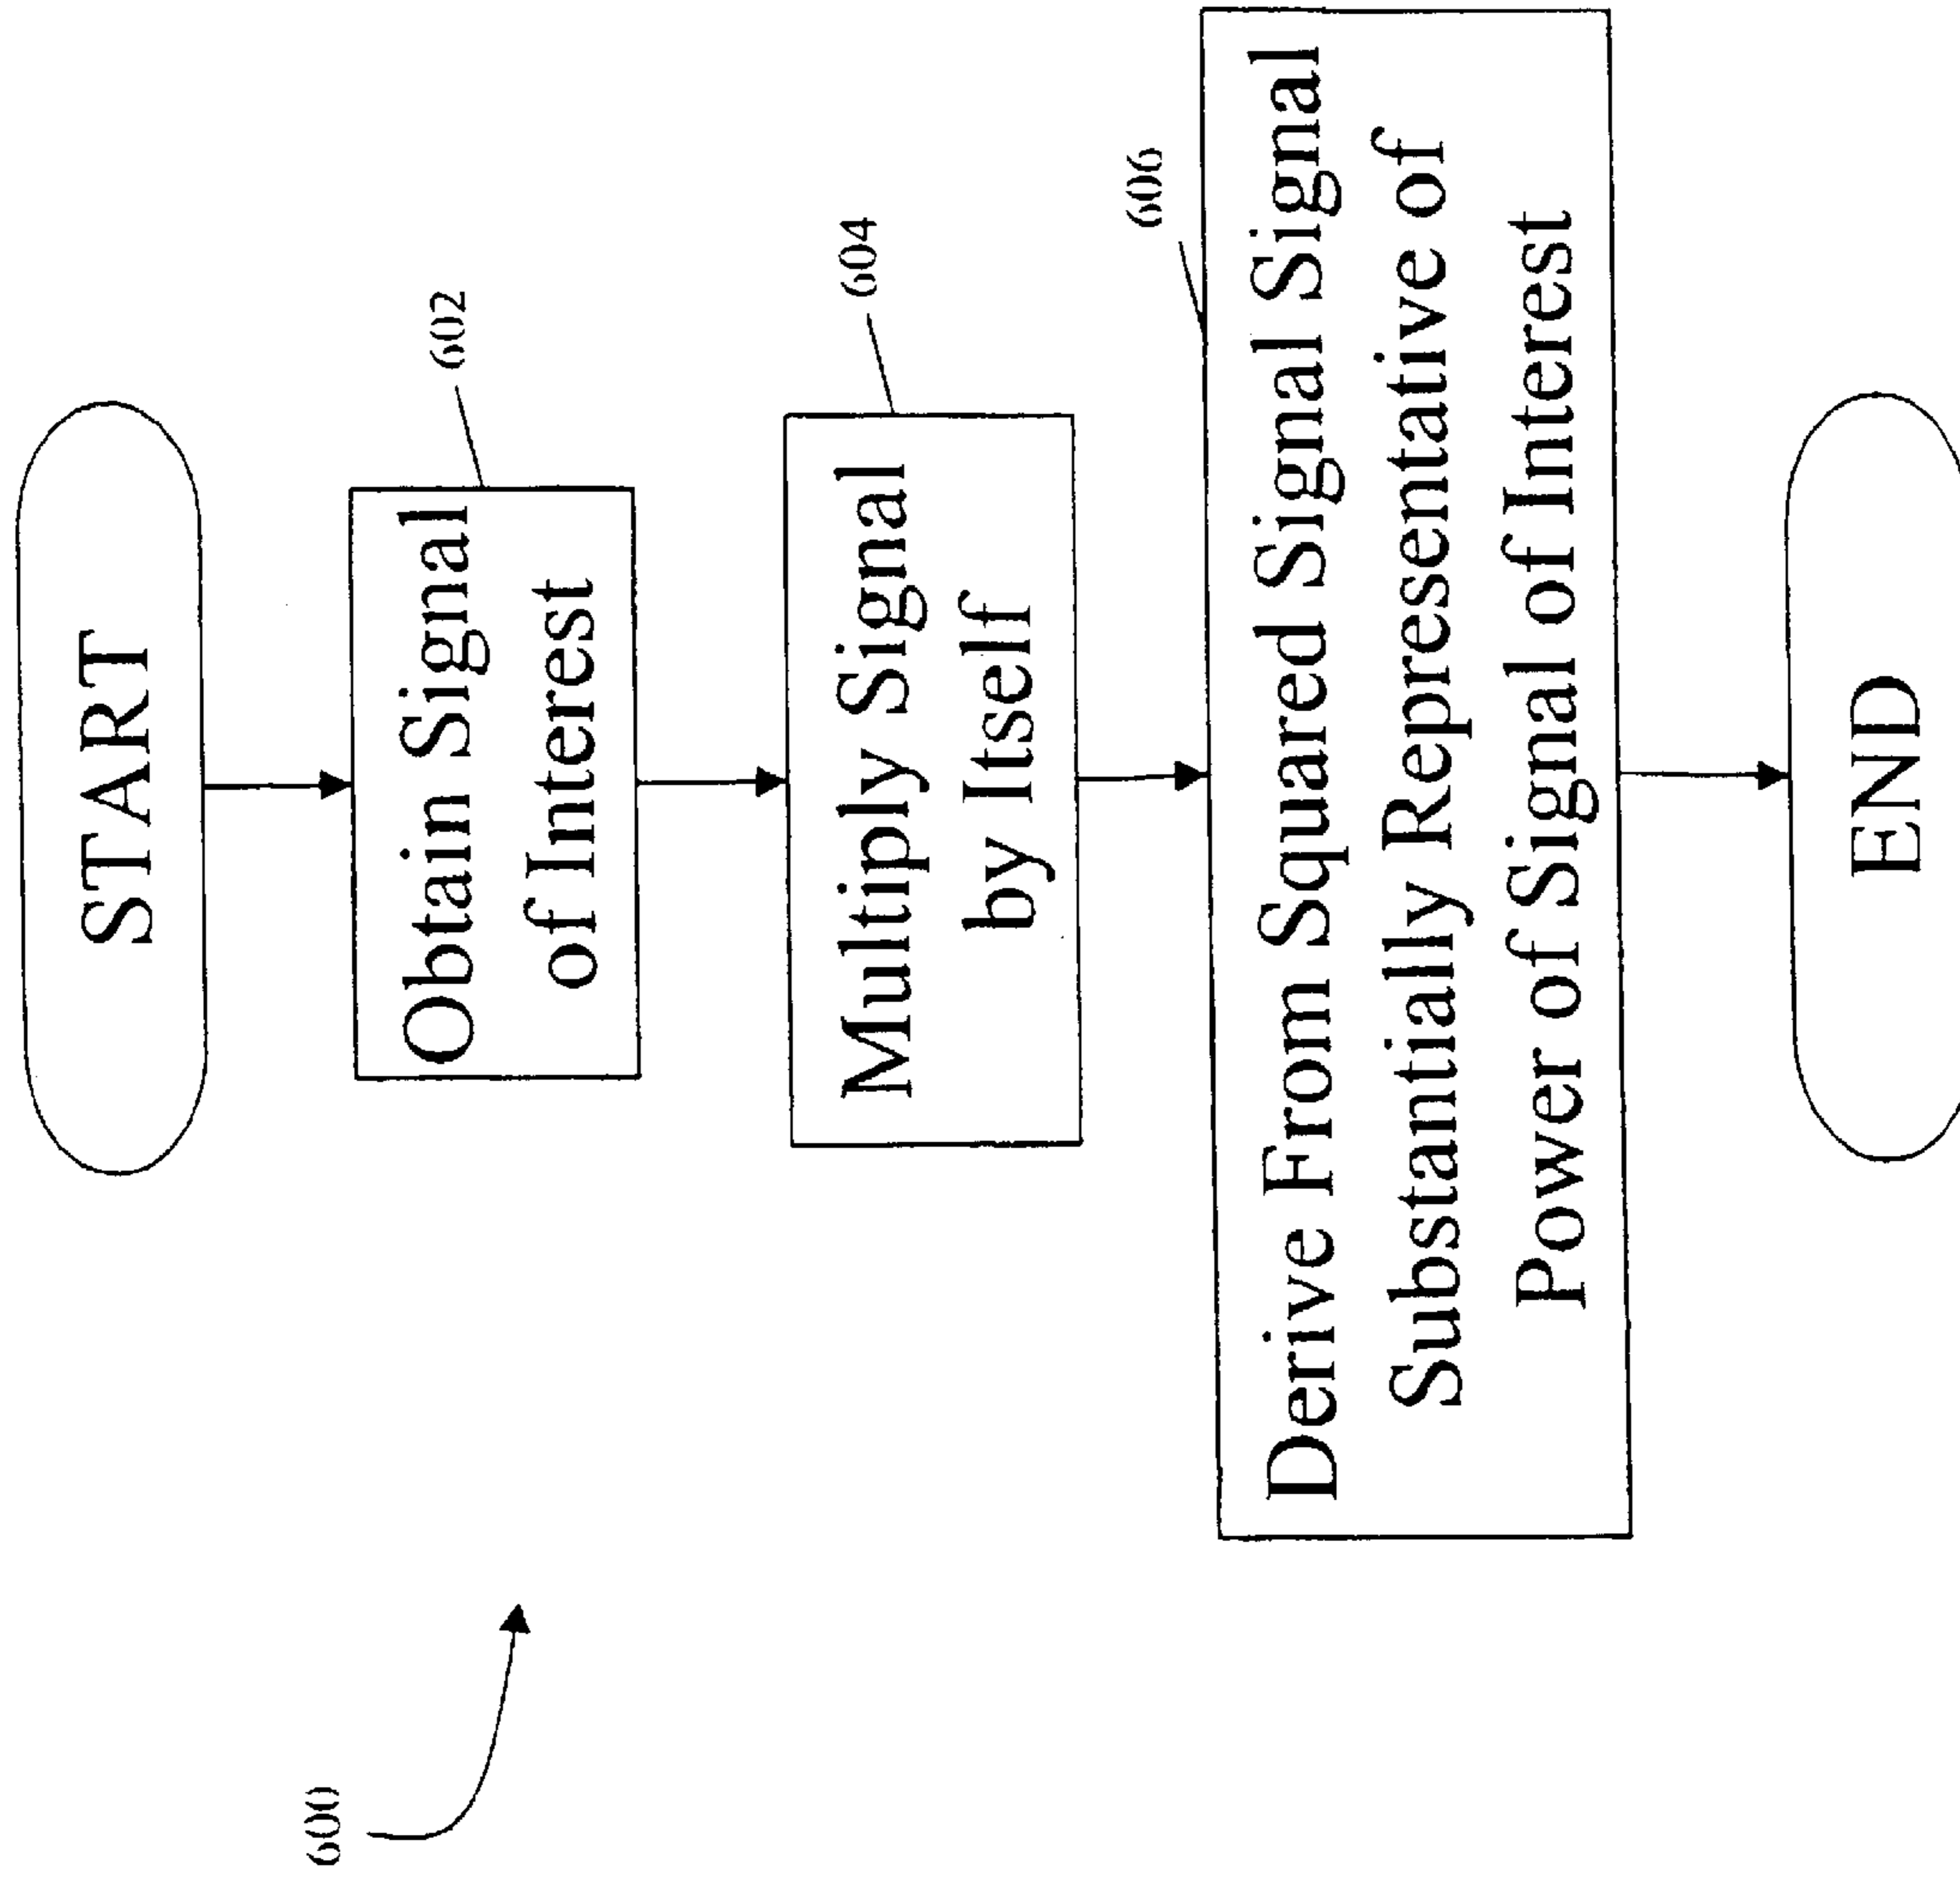 600
START
602
Obtain Signal
of Interest
604
Multiply Signal
by Itself
606
Derive From Squared Signal Signal
Substantially Representative of
Power of Signal of Interest
END